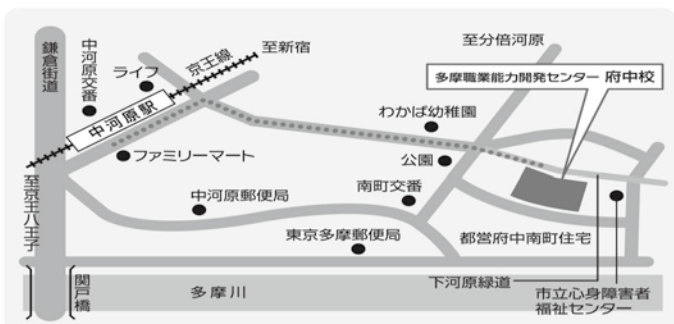 鎌倉街道
中河原交番
ライフ
京王線
至新宿
中河原駅
ファミリーマート
至京王八王子
至分倍河原
多摩職業能力開発センター 府中校
わかば幼稚園
公園
南町交番
中河原郵便局
東京多摩郵便局
都営府中南町住宅
下河原緑道
市立心身障害者
福祉センター
関戸橋
多摩川